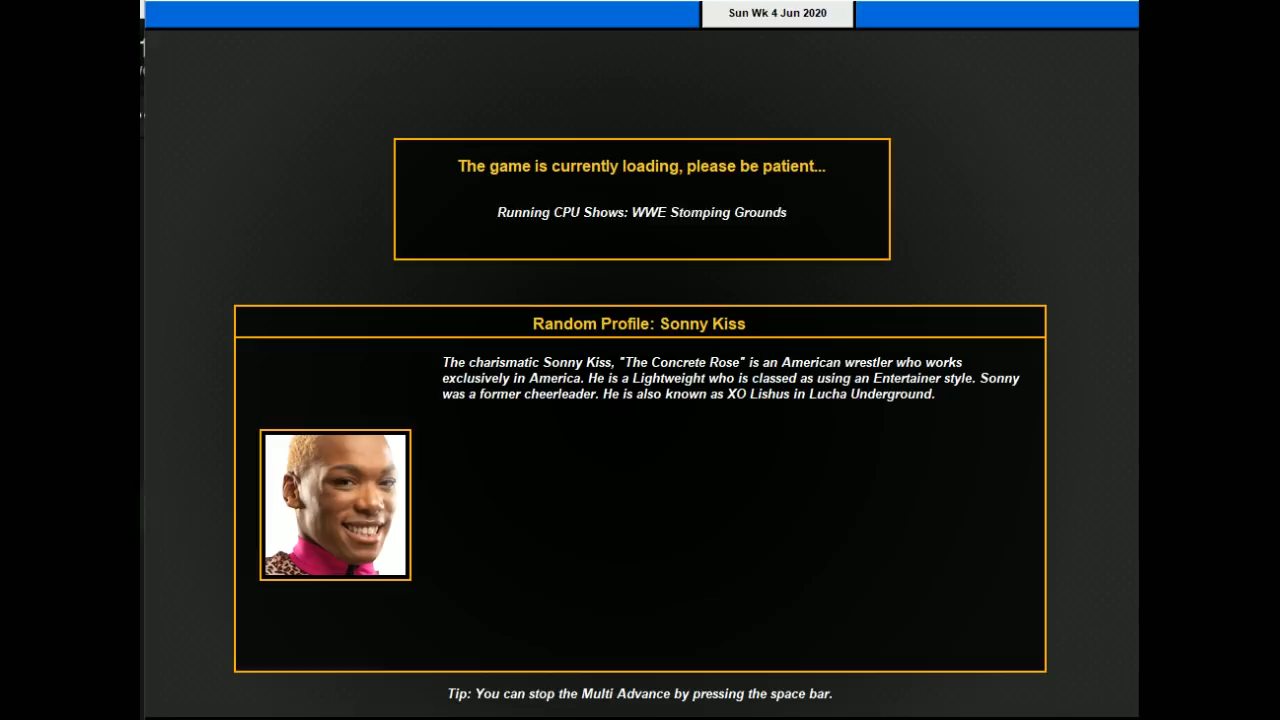 Sun Wk 4 Jun 2020
The game is currently loading, please be patient...
Running CPU Shows: WWE Stomping Grounds
Random Profile: Sonny Kiss
The charismatic Sonny Kiss, "The Concrete Rose" is an American wrestler who works
exclusively in America. He is a Lightweight who is classed as using an Entertainer style. Sonny
was a former cheerleader. He is also known as XO Lishus in Lucha Underground.
Tip: You can stop the Multi Advance by pressing the space bar.